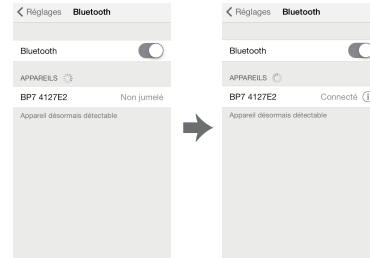 Réglages Bluetooth
Bluetooth
APPAREILS
BP7 4127E2 Non jumelé
Appareil désormais détectable
Réglages Bluetooth
Bluetooth
APPAREILS
BP7 4127E2 Connecté
Appareil désormais détectable